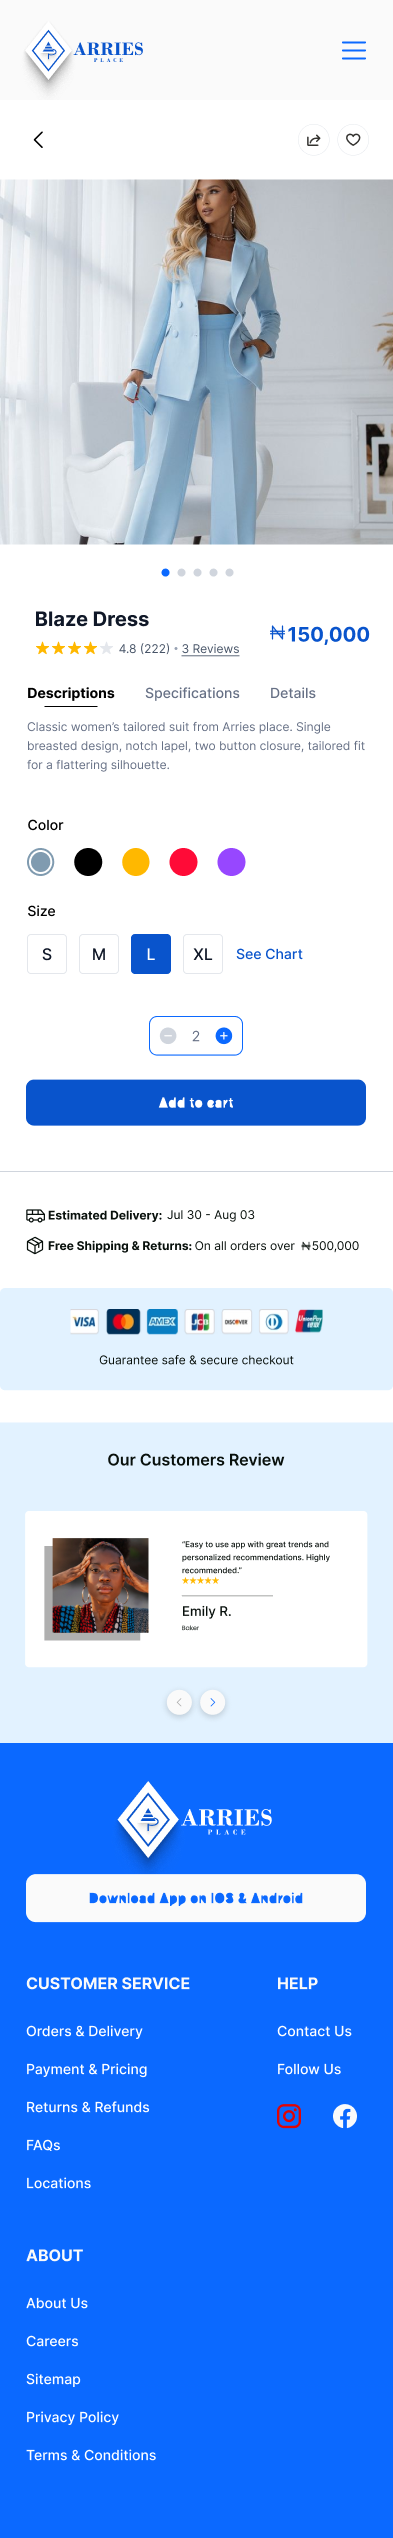 ARRIES
PLACE
Blaze Dress
4.8 (222) • 3 Reviews
₦150,000
Descriptions Specifications Details
Classic women's tailored suit from Arries place. Single
breasted design, notch lapel, two button closure, tailored fit
for a flattering silhouette.
Color
Size
S M L XL See Chart
2
Add to cart
Estimated Delivery: Jul 30 - Aug 03
Free Shipping & Returns: On all orders over ₦500,000
VISA AMEX JCB DISCOVER UnionPay
Guarantee safe & secure checkout
Our Customers Review
"Easy to use app with great trends and
personalized recommendations. Highly
recommended."
Emily R.
Boker
ARRIES
PLACE
Download App on IOS & Android
CUSTOMER SERVICE
Orders & Delivery
Payment & Pricing
Returns & Refunds
FAQs
Locations
HELP
Contact Us
Follow Us
ABOUT
About Us
Careers
Sitemap
Privacy Policy
Terms & Conditions